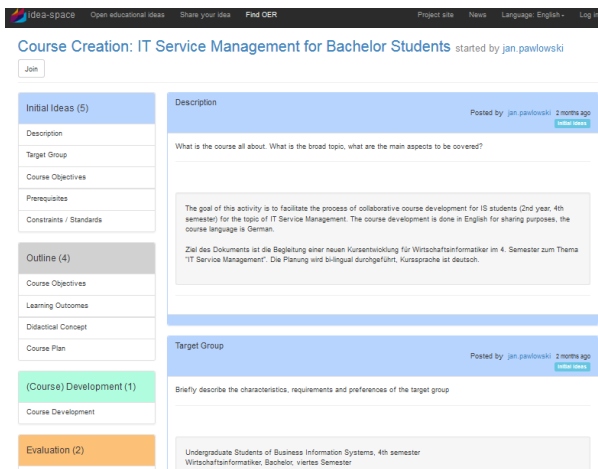 idea-space Open educational ideas Share your idea Find OER Project site News Language: English Log in
Course Creation: IT Service Management for Bachelor Students started by jan.pawlowski
Join
Initial Ideas (5)
Description
Target Group
Course Objectives
Prerequisites
Constraints / Standards
Outline (4)
Course Objectives
Learning Outcomes
Didactical Concept
Course Plan
(Course) Development (1)
Course Development
Evaluation (2)
Description
Posted by jan.pawlowski 2 months ago
Initial Ideas
What is the course all about. What is the broad topic, what are the main aspects to be covered?
The goal of this activity is to facilitate the process of collaborative course development for IS students (2nd year, 4th
semester) for the topic of IT Service Management. The course development is done in English for sharing purposes, the
course language is German.
Ziel des Dokuments ist die Begleitung einer neuen Kursentwicklung für Wirtschaftsinformatiker im 4. Semester zum Thema
"IT Service Management". Die Planung wird bi-lingual durchgeführt, Kurssprache ist deutsch.
Target Group
Posted by jan.pawlowski 2 months ago
Initial Ideas
Briefly describe the characteristics, requirements and preferences of the target group
Undergraduate Students of Business Information Systems, 4th semester
Wirtschaftsinformatiker, Bachelor, viertes Semester